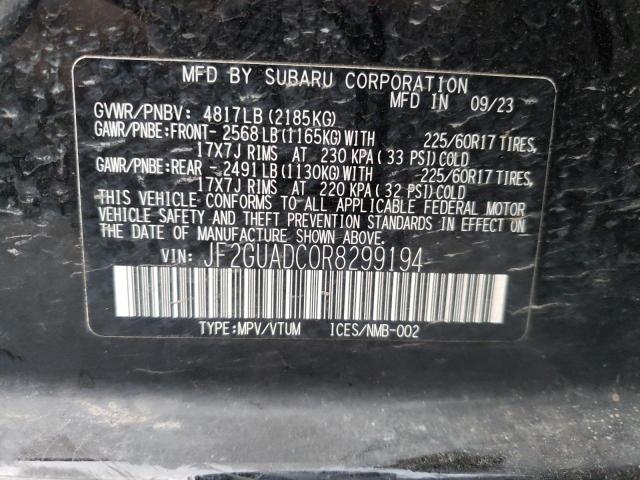 MFD BY SUBARU CORPORATION
MFD IN 09/23
GVWR/PNBV: 4817LB(2185KG)
GAWR/PNBE:FRONT- 2568LB(1165KG)WITH 225/60R17 TIRES,
17X7J RIMS AT 230 KPA(33 PSI)COLD
GAWR/PNBE:REAR - 2491LB(1130KG)WITH 225/60R17 TIRES,
17X7J RIMS AT 220 KPA(32 PSI)COLD
THIS VEHICLE CONFORMS TO ALL APPLICABLE FEDERAL MOTOR
VEHICLE SAFETY AND THEFT PREVENTION STANDARDS IN EFFECT ON
THE DATE OF MANUFACTURE SHOWN ABOVE.
VIN: JF2GUADC0R8299194
TYPE:MPV/VTUM ICES/NMB-002